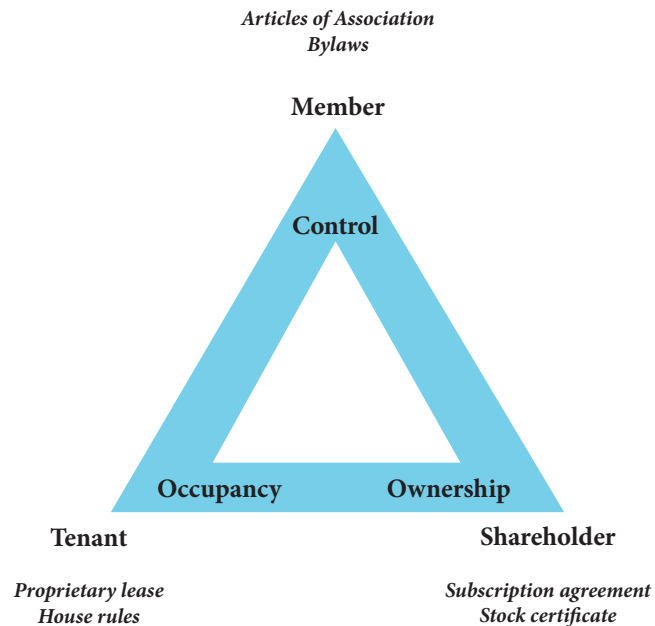 Articles of Association
Bylaws
Member
Control
Occupancy
Ownership
Tenant
Shareholder
Proprietary lease
House rules
Subscription agreement
Stock certificate